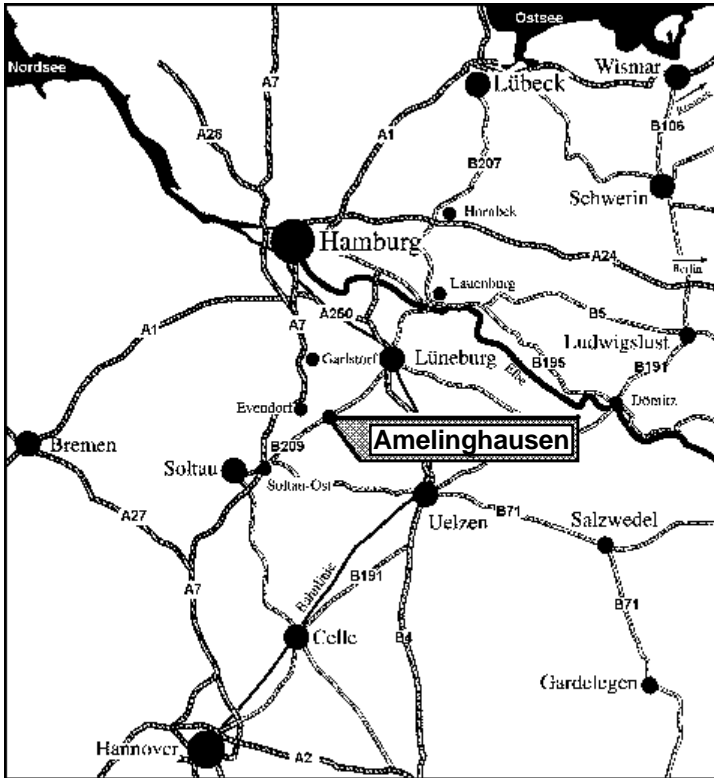 Ostsee
Nordsee
A7
Wismar
Lübeck
Rostock
A26
A1
B106
B207
Schwerin
Hornbek
Hamburg
A24
Berlin
Lauenburg
A250
B5
A1
A7
Ludwigslust
Garlstorf
Lüneburg
B195
B191
Elbe
Dömitz
Evendorf
Amelinghausen
Bremen
B209
Soltau
Soltau-Ost
Uelzen
B71
Salzwedel
A27
A7
Bahnlinie
B191
B71
Celle
B4
Gardelegen
Hannover
A2